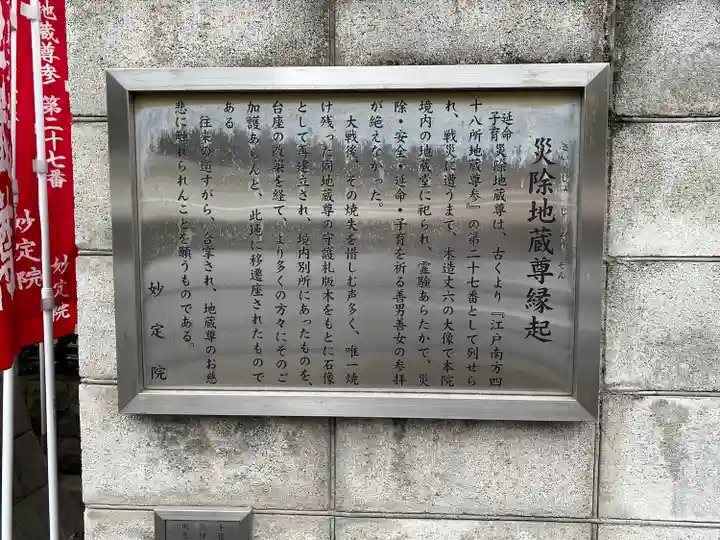 災除地蔵尊縁起
さいじょじぞうそん
延命
子育
災除地蔵尊は、古くより『江戸南方四
十八所地蔵尊参』の第二十七番として列せら
れ、戦災に遭うまで、木造丈六の大像で本院
境内の地蔵堂に祀られ、霊験あらたかで、災
除・安全・延命・子育を祈る善男善女の参拝
が絶えなかった。
大戦後、その焼失を惜しむ声多く、唯一焼
け残った同地蔵尊の守護札版木をもとに石像
として再建立され、境内別所にあったものを、
台座の改築を経て、より多くの方々にそのご
加護あらんと、此地に移遷座されたもので
ある
往来の道すがら、合掌され、地蔵尊のお慈
悲に触れられんことを願うものである。
妙定院
地蔵尊参 第二十七番
妙定院
妙定院